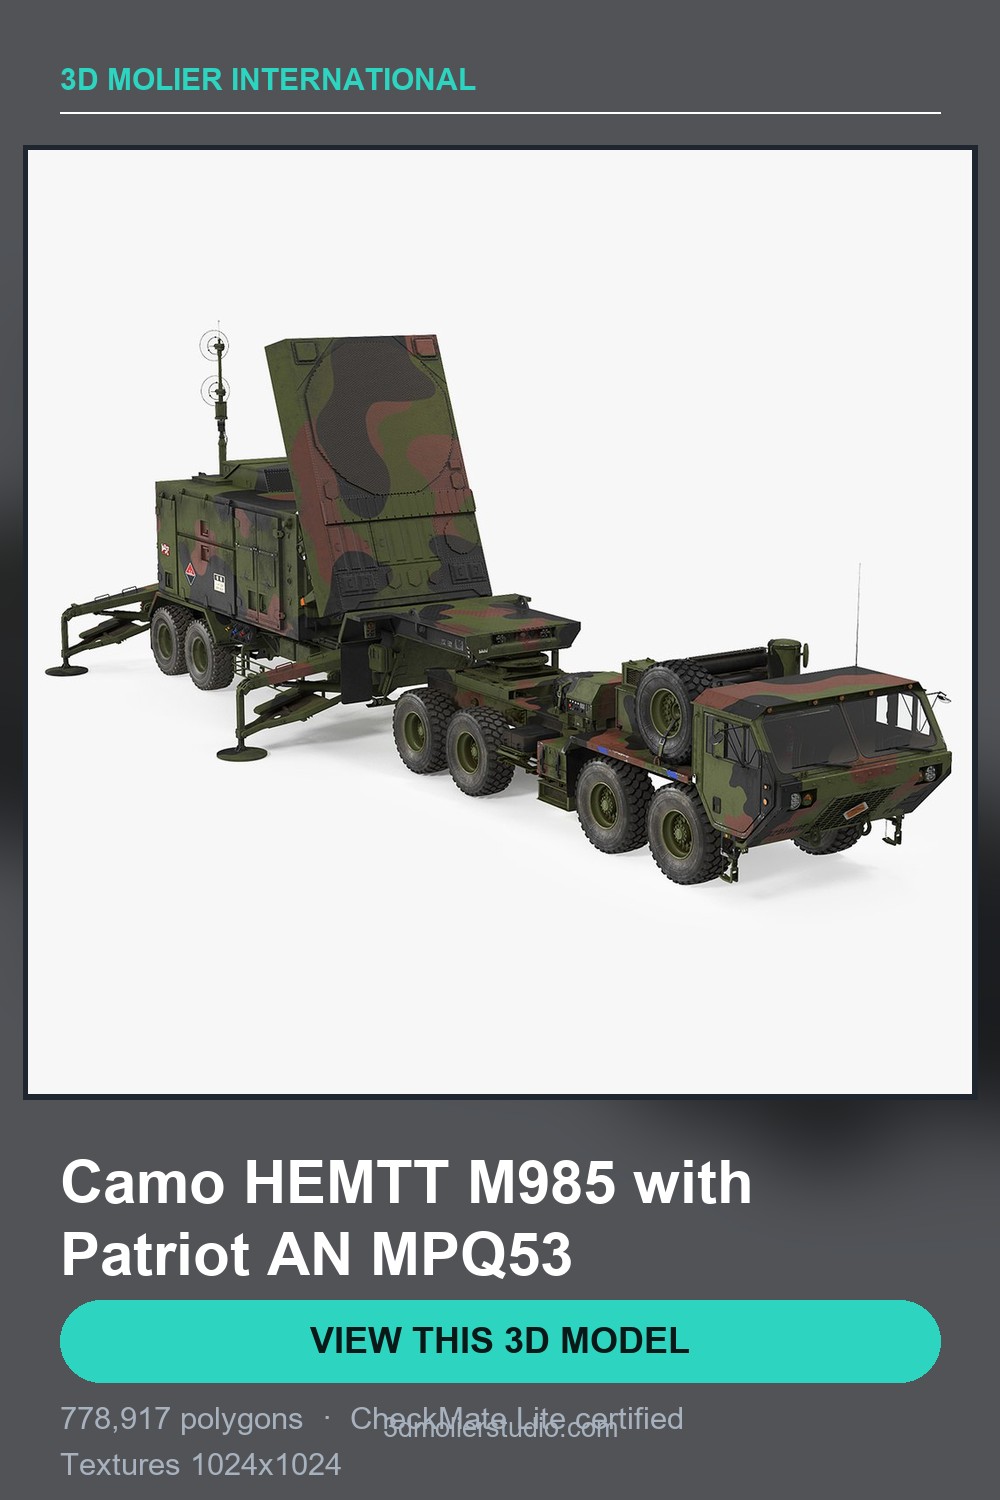 3D MOLIER INTERNATIONAL
Camo HEMTT M985 with
Patriot AN MPQ53
VIEW THIS 3D MODEL
778,917 polygons · CheckMate Lite certified
3dmolierstudio.com
Textures 1024x1024